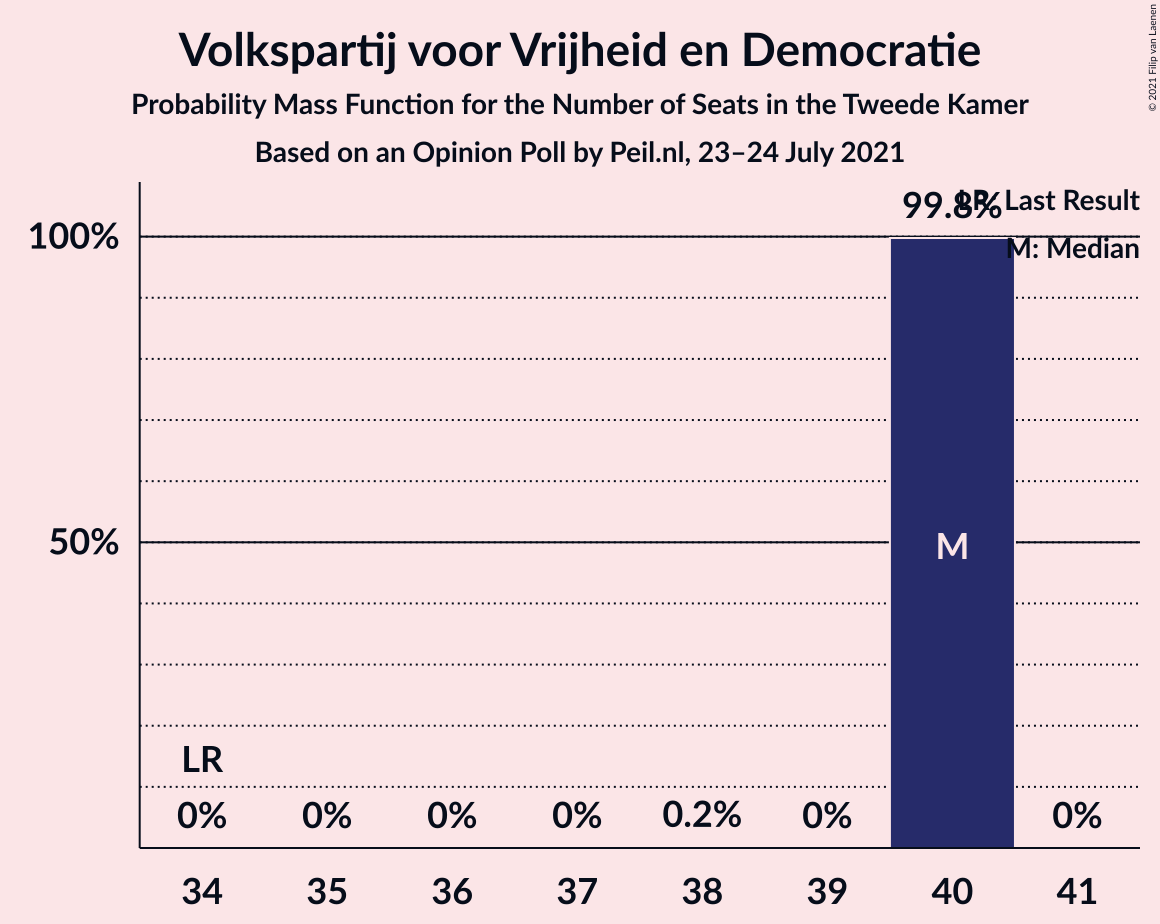 Volkspartij voor Vrijheid en Democratie
Probability Mass Function for the Number of Seats in the Tweede Kamer
Based on an Opinion Poll by Peil.nl, 23–24 July 2021
© 2021 Filip van Laenen
99.8%
LR: Last Result
M: Median
100%
50%
M
LR
0% 0% 0% 0% 0.2% 0% 0%
34 35 36 37 38 39 40 41